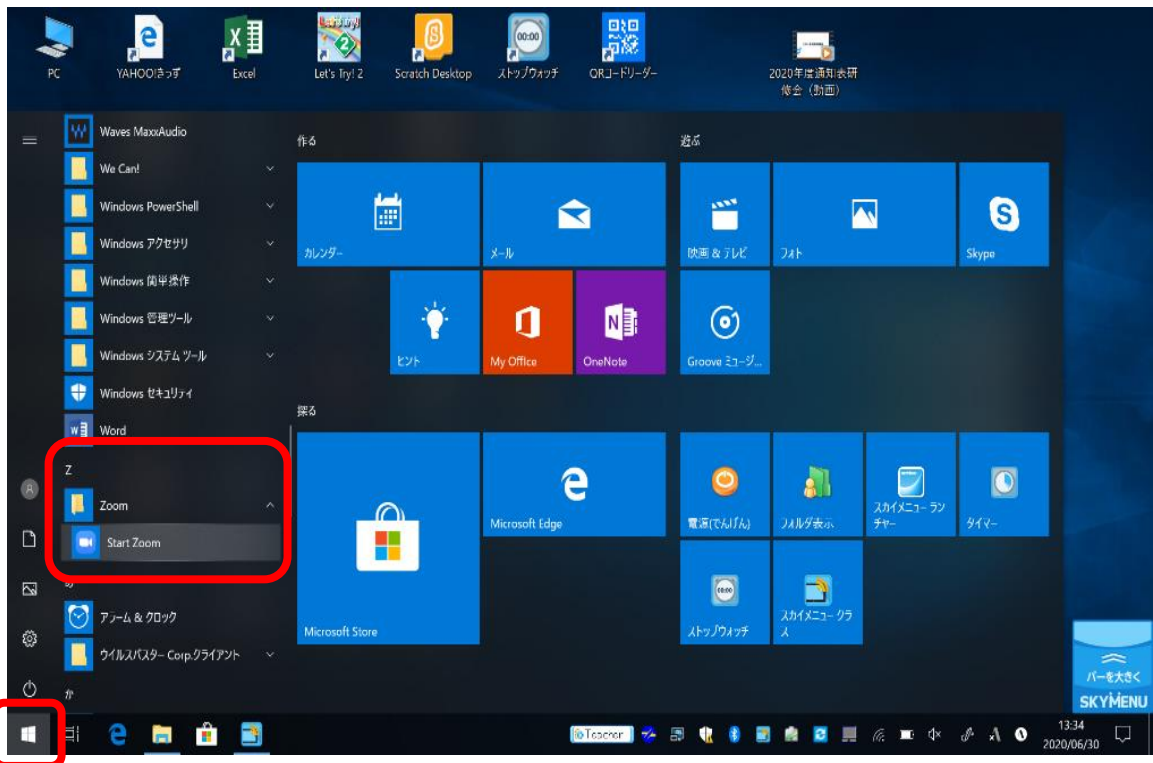 PC
YAHOO!きっず
Excel
Let's Try! 2
Scratch Desktop
ストップウォッチ
QRコードリーダー
2020年度通知表研
修会（動画）
Waves MaxxAudio
We Can!
Windows PowerShell
Windows アクセサリ
Windows 簡単操作
Windows 管理ツール
Windows システム ツール
Windows セキュリティ
Word
Z
Zoom
Start Zoom
あ
アラーム & クロック
ウイルスバスター Corp.クライアント
か
作る
カレンダー
メール
ヒント
My Office
OneNote
遊ぶ
映画 & テレビ
フォト
Skype
Groove ミュージ...
探る
Microsoft Store
Microsoft Edge
電源(でんげん)
フォルダ表示
スカイメニュー ラン
チャー
タイマー
00:00
ストップウォッチ
スカイメニュー クラ
ス
バーを大きく
SKYMENU
Teacher
13:34
2020/06/30